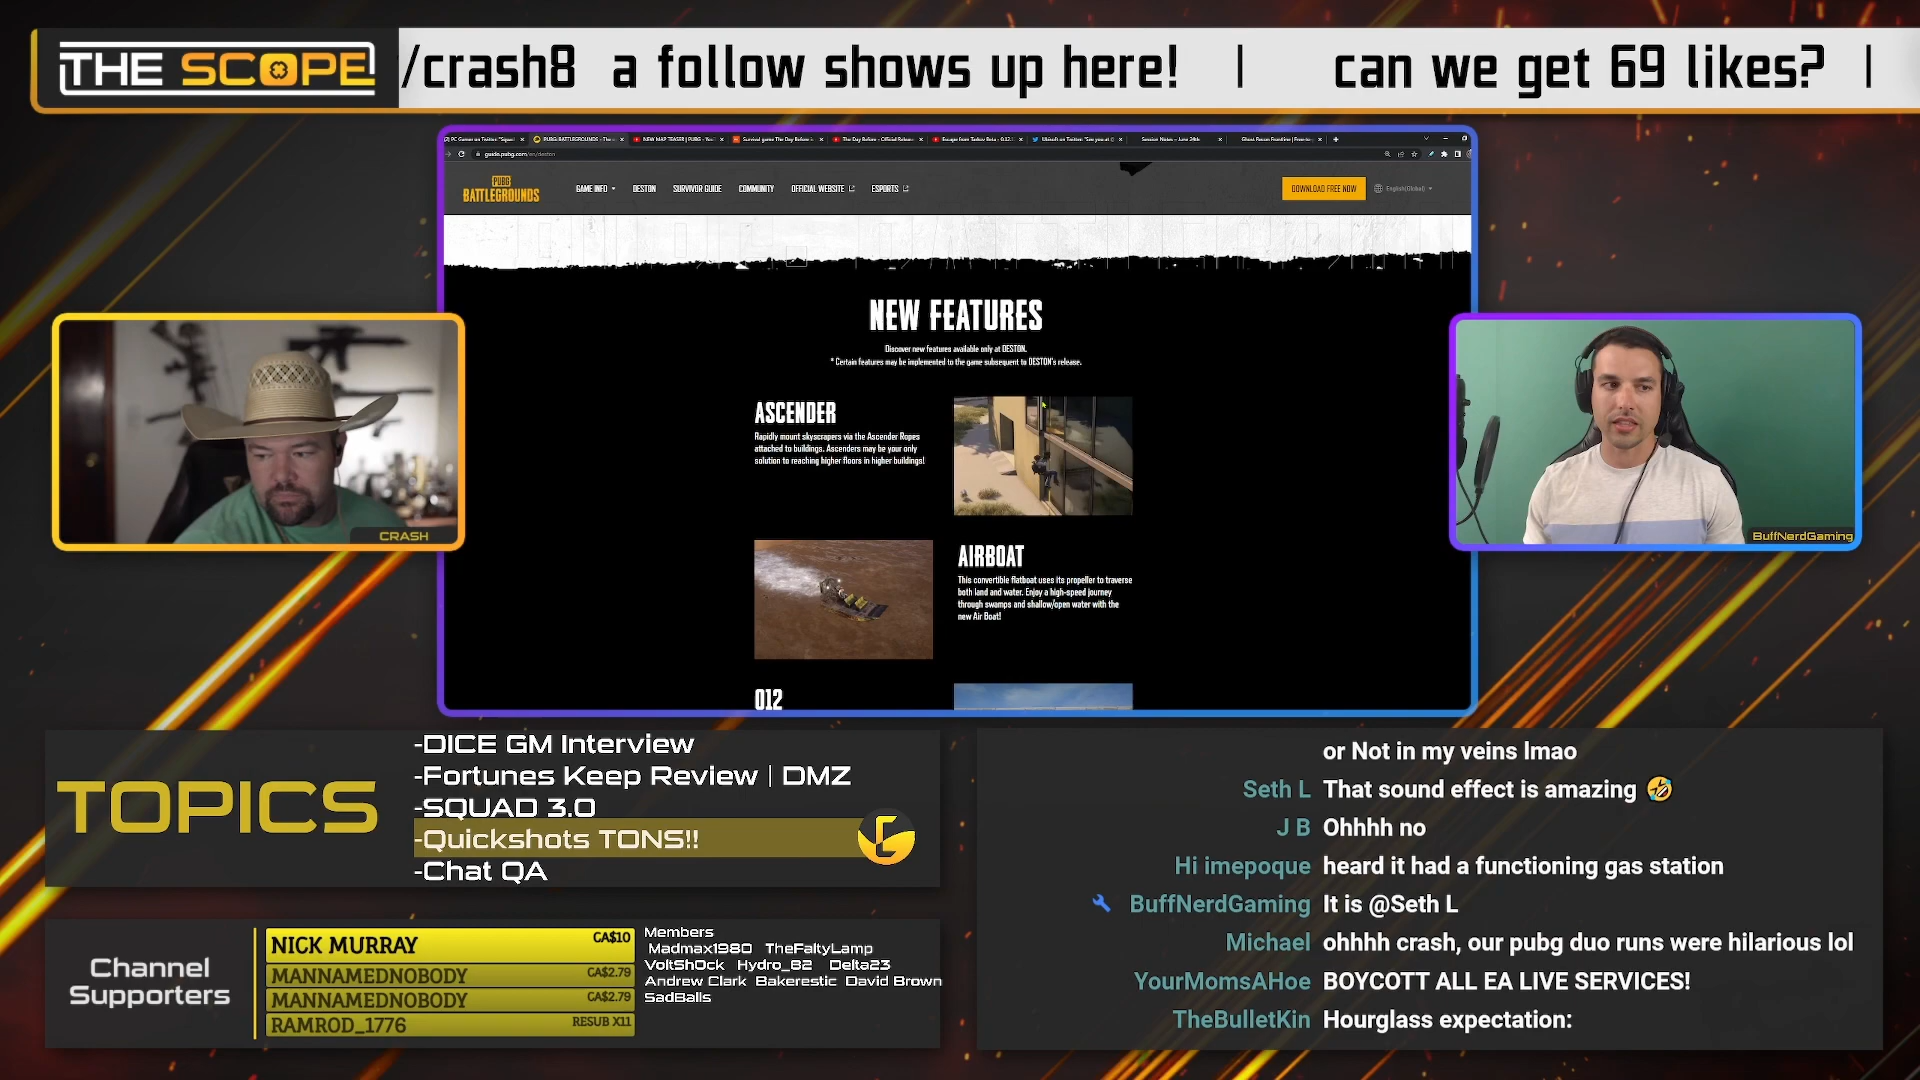 THE SCOPE
/crash8 a follow shows up here! | can we get 69 likes? |
guide.pubg.com/en/deston
PUBG
BATTLEGROUNDS
GAME INFO
DESTON
SURVIVOR GUIDE
COMMUNITY
OFFICIAL WEBSITE
ESPORTS
DOWNLOAD FREE NOW
English(Global)
NEW FEATURES
Discover new features available only at DESTON.
* Certain features may be implemented to the game subsequent to DESTON's release.
ASCENDER
Rapidly mount skyscrapers via the Ascender Ropes
attached to buildings. Ascenders may be your only
solution to reaching higher floors in higher buildings!
AIRBOAT
This convertible flatboat uses its propeller to traverse
both land and water. Enjoy a high-speed journey
through swamps and shallow/open water with the
new Air Boat!
012
CRASH
BuffNerdGaming
TOPICS
-DICE GM Interview
-Fortunes Keep Review | DMZ
-SQUAD 3.0
-Quickshots TONS!!
-Chat QA
Channel
Supporters
NICK MURRAY CA$10
MANNAMEDNOBODY CA$2.79
MANNAMEDNOBODY CA$2.79
RAMROD_1776 RESUB X11
Members
Madmax1980 TheFaltyLamp
VoltSh0ck Hydro_82 Delta23
Andrew Clark Bakerestic David Brown
SadBalls
or Not in my veins lmao
Seth L That sound effect is amazing 🤣
J B Ohhhh no
Hi imepoque heard it had a functioning gas station
BuffNerdGaming It is @Seth L
Michael ohhhh crash, our pubg duo runs were hilarious lol
YourMomsAHoe BOYCOTT ALL EA LIVE SERVICES!
TheBulletKin Hourglass expectation: